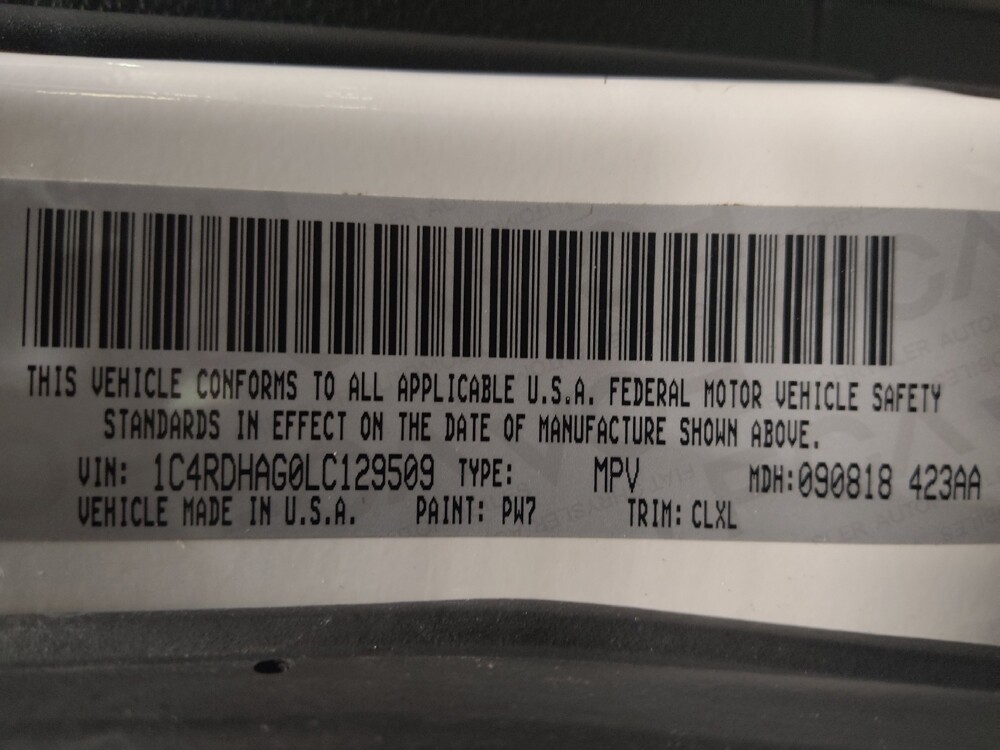 THIS VEHICLE CONFORMS TO ALL APPLICABLE U.S.A. FEDERAL MOTOR VEHICLE SAFETY
STANDARDS IN EFFECT ON THE DATE OF MANUFACTURE SHOWN ABOVE.
VIN: 1C4RDHAG0LC129509 TYPE: MPV MDH:090818 423AA
VEHICLE MADE IN U.S.A. PAINT: PW7 TRIM: CLXL